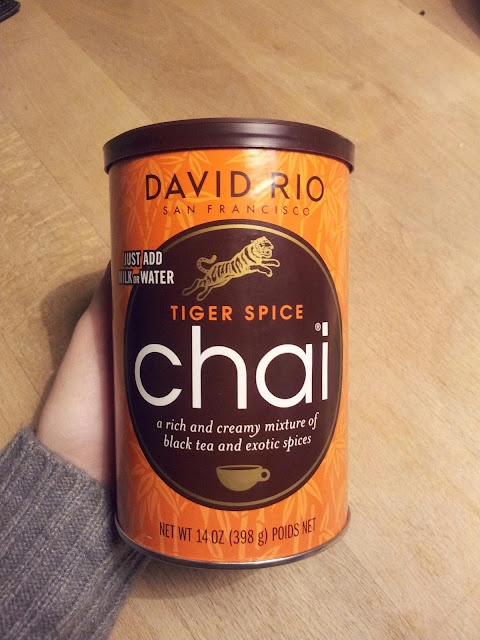 DAVID RIO
SAN FRANCISCO
JUST ADD
MILK OR WATER
TIGER SPICE
chai®
a rich and creamy mixture of
black tea and exotic spices
NET WT 14 OZ (398 g) POIDS NET